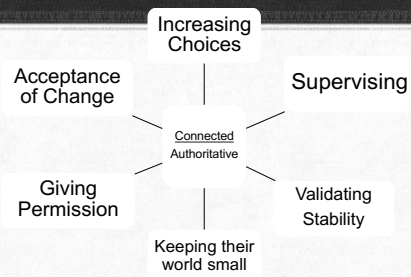 Increasing
Choices
Acceptance
of Change
Supervising
Connected
Authoritative
Giving
Permission
Validating
Stability
Keeping their
world small